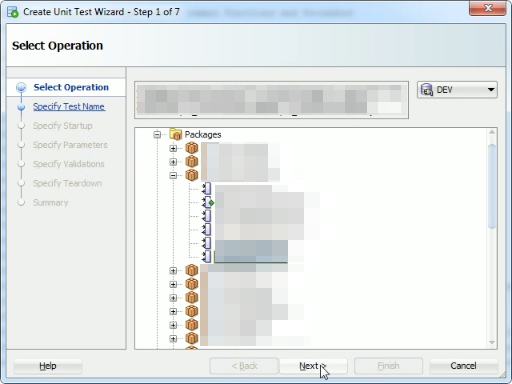 Create Unit Test Wizard - Step 1 of 7
Select Operation
Select Operation
Specify Test Name
Specify Startup
Specify Parameters
Specify Validations
Specify Teardown
Summary
DEV
Packages
Help
< Back
Next >
Finish
Cancel